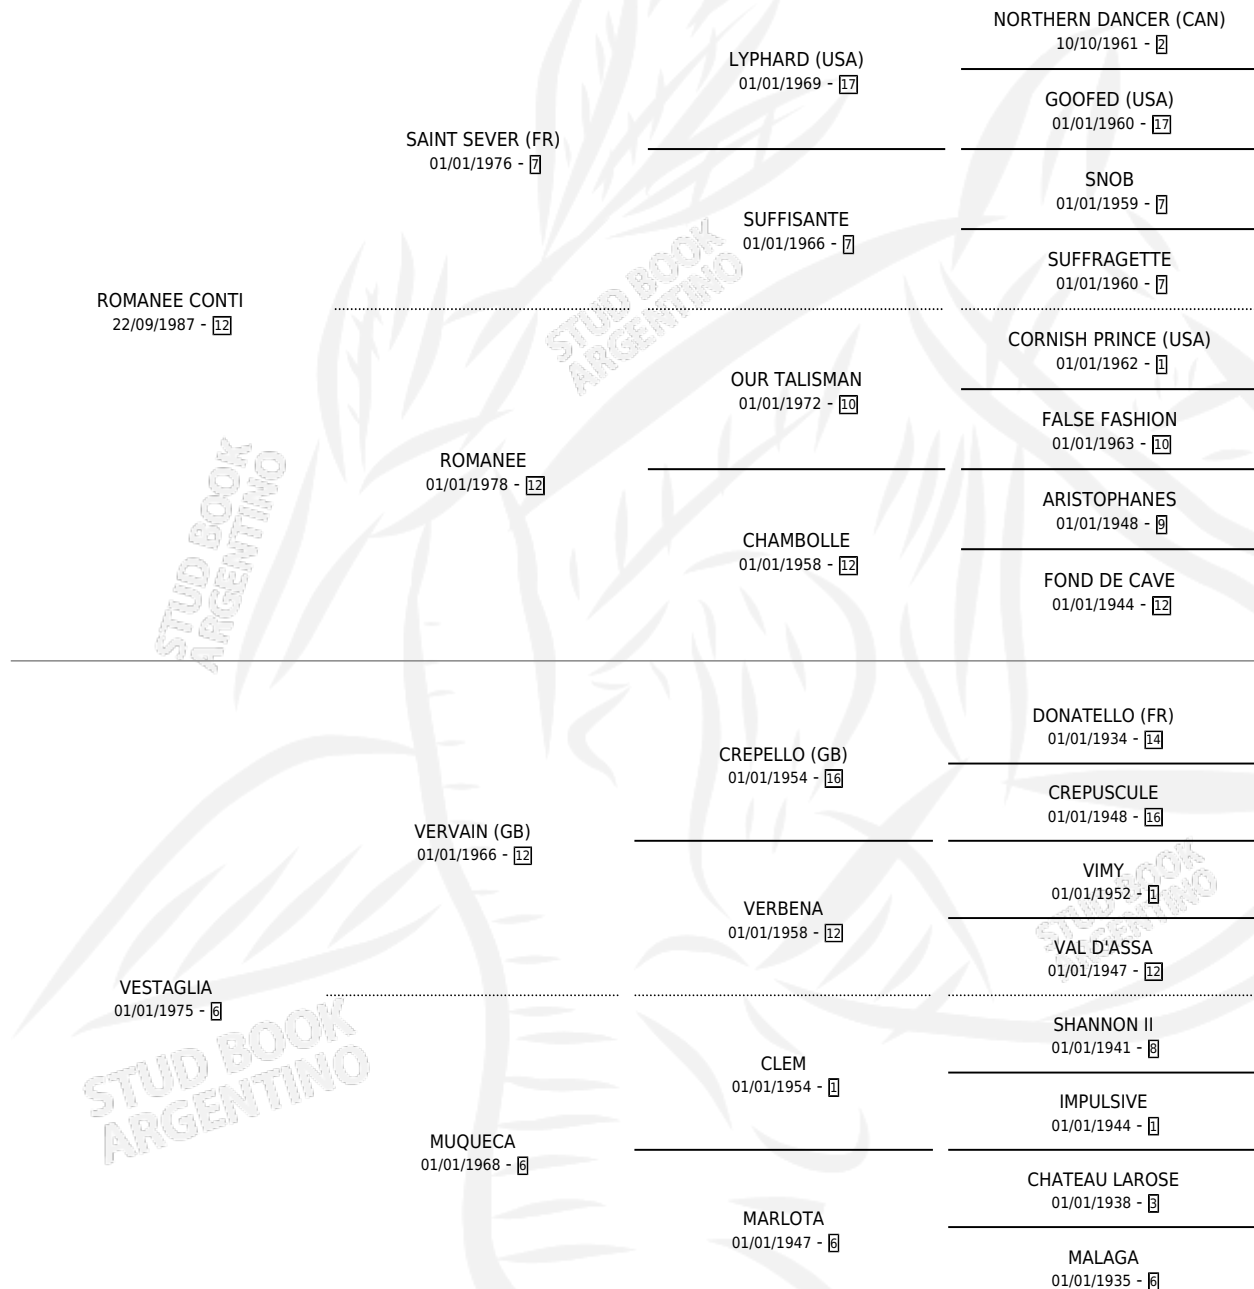 NORTHERN DANCER (CAN)
10/10/1961 - 2
LYPHARD (USA)
01/01/1969 - 17
GOOFED (USA)
01/01/1960 - 17
SAINT SEVER (FR)
01/01/1976 - 7
SNOB
01/01/1959 - 7
SUFFISANTE
01/01/1966 - 7
SUFFRAGETTE
01/01/1960 - 7
ROMANEE CONTI
22/09/1987 - 12
CORNISH PRINCE (USA)
01/01/1962 - 1
OUR TALISMAN
01/01/1972 - 10
FALSE FASHION
01/01/1963 - 10
ROMANEE
01/01/1978 - 12
ARISTOPHANES
01/01/1948 - 9
CHAMBOLLE
01/01/1958 - 12
FOND DE CAVE
01/01/1944 - 12
DONATELLO (FR)
01/01/1934 - 14
CREPELLO (GB)
01/01/1954 - 16
CREPUSCULE
01/01/1948 - 16
VERVAIN (GB)
01/01/1966 - 12
VIMY
01/01/1952 - 1
VERBENA
01/01/1958 - 12
VAL D'ASSA
01/01/1947 - 12
VESTAGLIA
01/01/1975 - 6
SHANNON II
01/01/1941 - 8
CLEM
01/01/1954 - 1
IMPULSIVE
01/01/1944 - 1
MUQUECA
01/01/1968 - 6
CHATEAU LAROSE
01/01/1938 - 3
MARLOTA
01/01/1947 - 6
MALAGA
01/01/1935 - 6
STUD BOOK
ARGENTINO
STUD BOOK
ARGENTINO
STUD BOOK
ARGENTINO
STUD BOOK
ARGENTINO